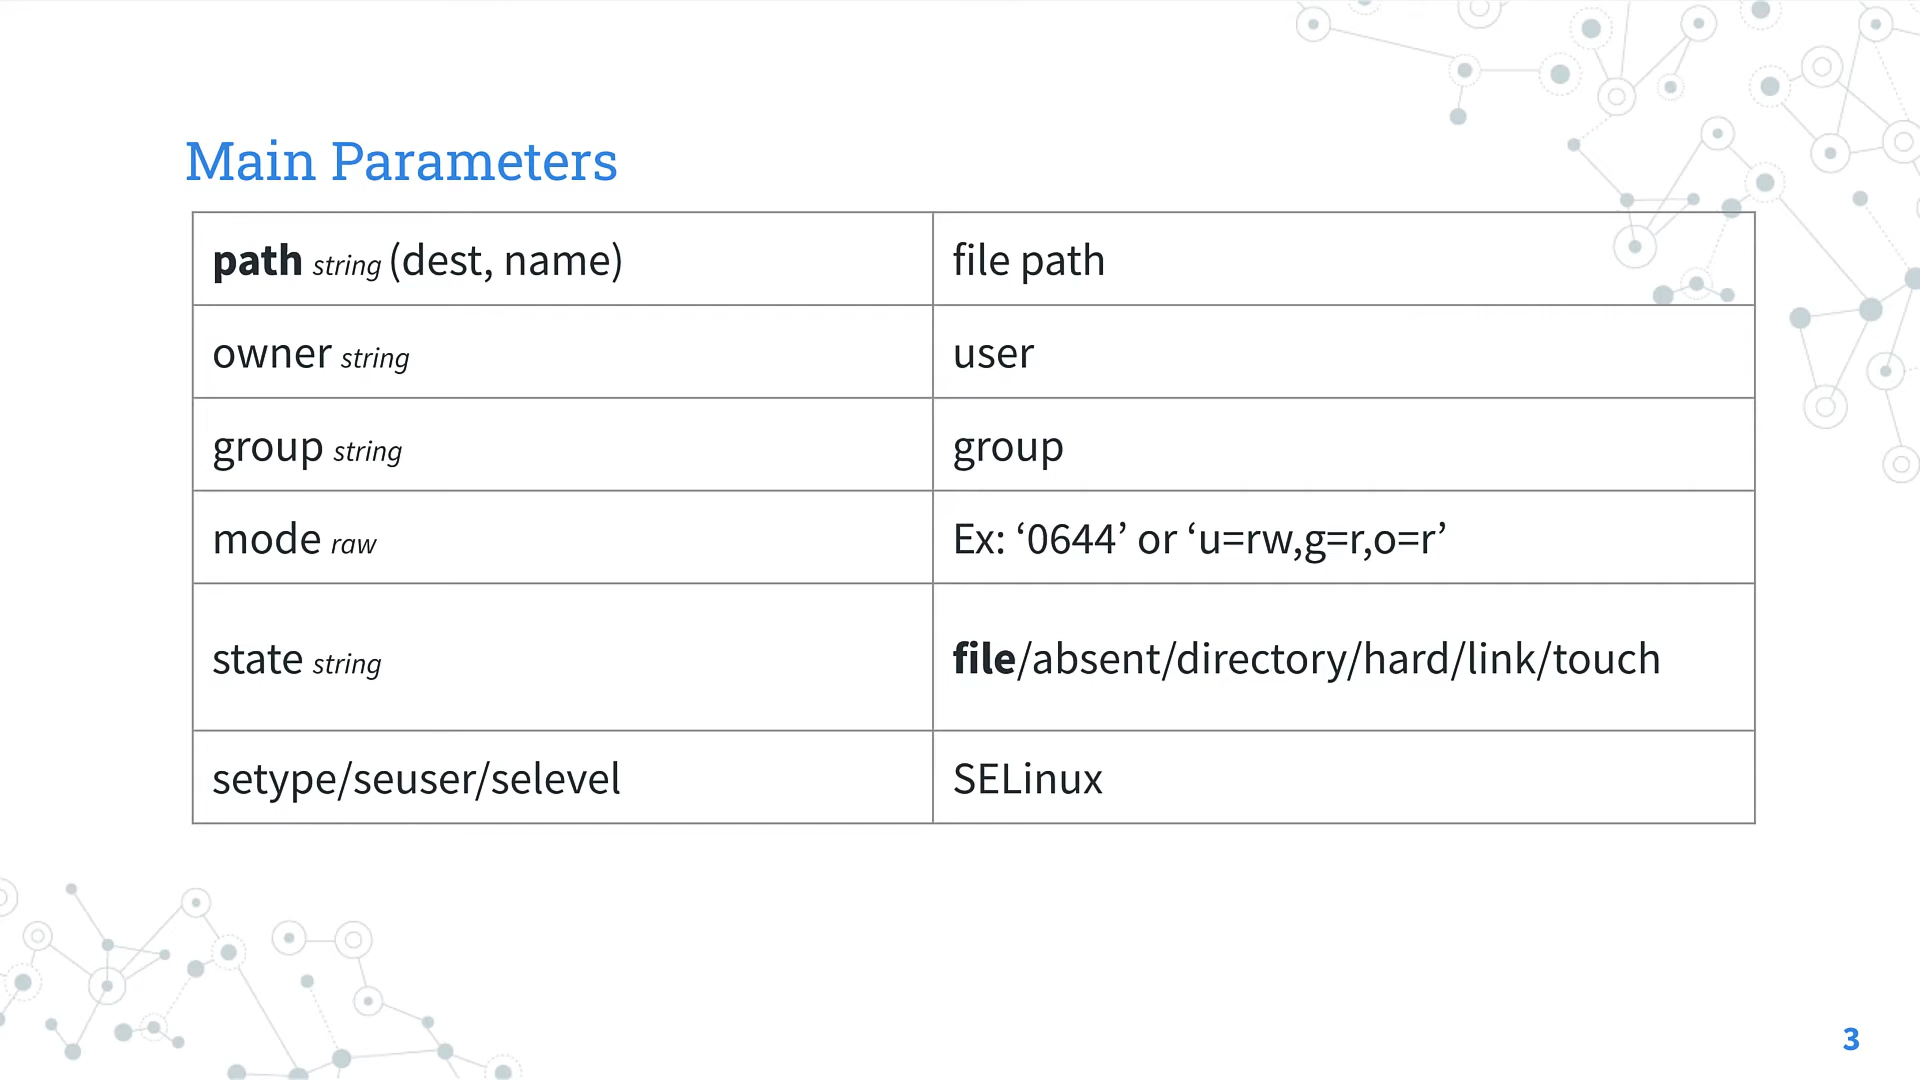 Main Parameters
path string (dest, name)
file path
owner string
user
group string
group
mode raw
Ex: ‘0644’ or ‘u=rw,g=r,o=r’
state string
file/absent/directory/hard/link/touch
setype/seuser/selevel
SELinux
3